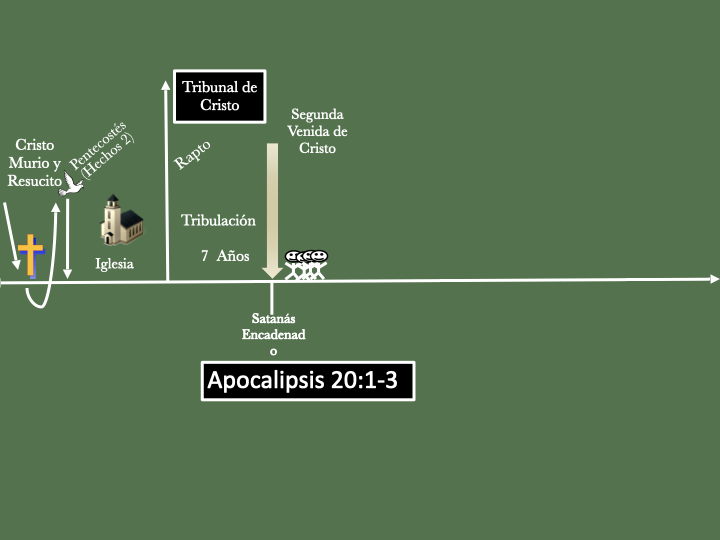 Cristo
Murio y
Resucito
Pentecostés
(Hechos 2)
Iglesia
Rapto
Tribunal de
Cristo
Tribulación
7 Años
Segunda
Venida de
Cristo
Satanás
Encadenad
o
Apocalipsis 20:1-3